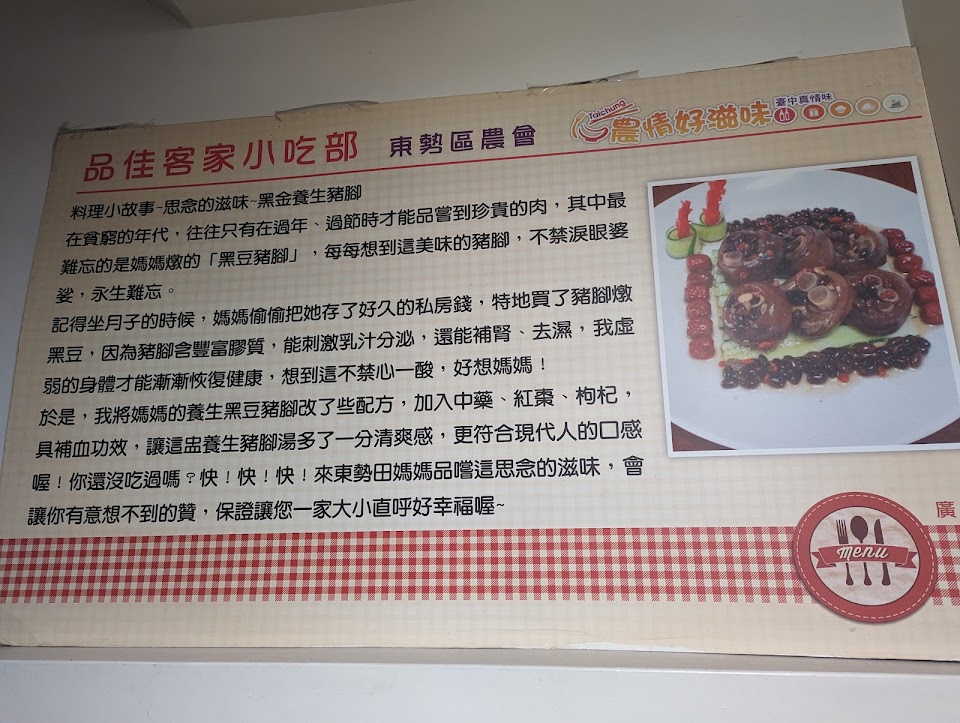 品佳客家小吃部 東勢區農會
Taichung 農情好滋味 臺中真情味
料理小故事~思念的滋味~黑金養生豬腳
在貧窮的年代，往往只有在過年、過節時才能品嘗到珍貴的肉，其中最
難忘的是媽媽燉的「黑豆豬腳」，每每想到這美味的豬腳，不禁淚眼婆
娑，永生難忘。
記得坐月子的時候，媽媽偷偷把她存了好久的私房錢，特地買了豬腳燉
黑豆，因為豬腳含豐富膠質，能刺激乳汁分泌，還能補腎、去濕，我虛
弱的身體才能漸漸恢復健康，想到這不禁心一酸，好想媽媽！
於是，我將媽媽的養生黑豆豬腳改了些配方，加入中藥、紅棗、枸杞，
具補血功效，讓這盅養生豬腳湯多了一分清爽感，更符合現代人的口感
喔！你還沒吃過嗎？快！快！快！來東勢田媽媽品嚐這思念的滋味，會
讓你有意想不到的讚，保證讓您一家大小直呼好幸福喔~
menu
廣